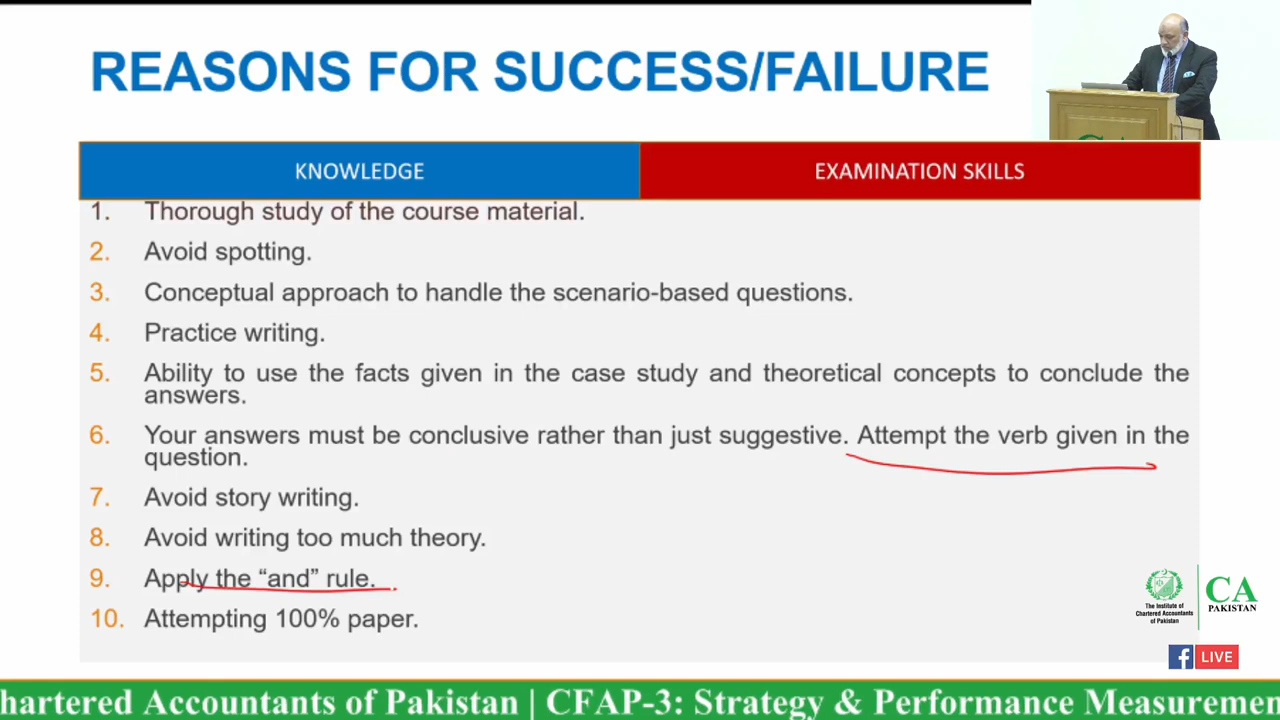 REASONS FOR SUCCESS/FAILURE
KNOWLEDGE
EXAMINATION SKILLS
1. Thorough study of the course material.
2. Avoid spotting.
3. Conceptual approach to handle the scenario-based questions.
4. Practice writing.
5. Ability to use the facts given in the case study and theoretical concepts to conclude the
answers.
6. Your answers must be conclusive rather than just suggestive. Attempt the verb given in the
question.
7. Avoid story writing.
8. Avoid writing too much theory.
9. Apply the “and” rule.
10. Attempting 100% paper.
The Institute of
Chartered Accountants
of Pakistan
CA
PAKISTAN
f LIVE
hartered Accountants of Pakistan | CFAP-3: Strategy & Performance Measuremen